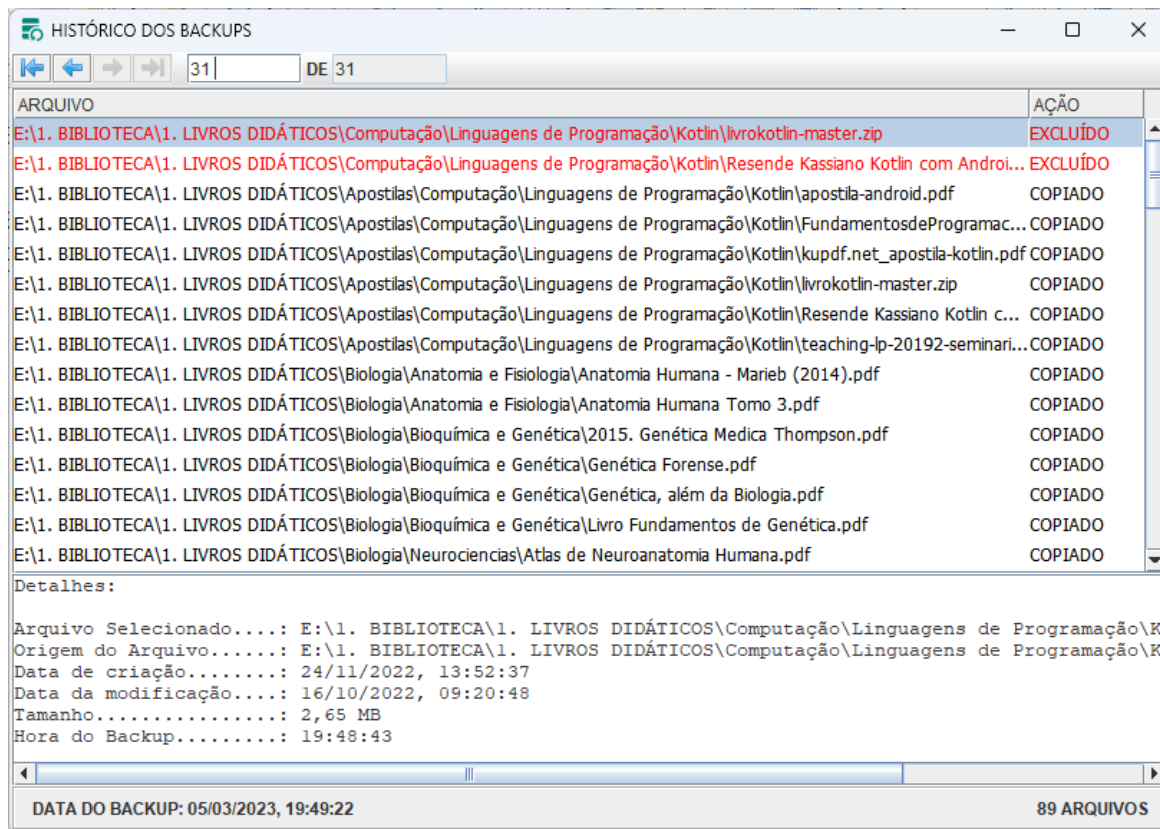 HISTÓRICO DOS BACKUPS
31 DE 31
ARQUIVO AÇÃO
E:\1. BIBLIOTECA\1. LIVROS DIDÁTICOS\Computação\Linguagens de Programação\Kotlin\livrokotlin-master.zip EXCLUÍDO
E:\1. BIBLIOTECA\1. LIVROS DIDÁTICOS\Computação\Linguagens de Programação\Kotlin\Resende Kassiano Kotlin com Androi... EXCLUÍDO
E:\1. BIBLIOTECA\1. LIVROS DIDÁTICOS\Apostilas\Computação\Linguagens de Programação\Kotlin\apostila-android.pdf COPIADO
E:\1. BIBLIOTECA\1. LIVROS DIDÁTICOS\Apostilas\Computação\Linguagens de Programação\Kotlin\FundamentosdeProgramac... COPIADO
E:\1. BIBLIOTECA\1. LIVROS DIDÁTICOS\Apostilas\Computação\Linguagens de Programação\Kotlin\kupdf.net_apostila-kotlin.pdf COPIADO
E:\1. BIBLIOTECA\1. LIVROS DIDÁTICOS\Apostilas\Computação\Linguagens de Programação\Kotlin\livrokotlin-master.zip COPIADO
E:\1. BIBLIOTECA\1. LIVROS DIDÁTICOS\Apostilas\Computação\Linguagens de Programação\Kotlin\Resende Kassiano Kotlin c... COPIADO
E:\1. BIBLIOTECA\1. LIVROS DIDÁTICOS\Apostilas\Computação\Linguagens de Programação\Kotlin\teaching-lp-20192-seminari... COPIADO
E:\1. BIBLIOTECA\1. LIVROS DIDÁTICOS\Biologia\Anatomia e Fisiologia\Anatomia Humana - Marieb (2014).pdf COPIADO
E:\1. BIBLIOTECA\1. LIVROS DIDÁTICOS\Biologia\Anatomia e Fisiologia\Anatomia Humana Tomo 3.pdf COPIADO
E:\1. BIBLIOTECA\1. LIVROS DIDÁTICOS\Biologia\Bioquímica e Genética\2015. Genética Medica Thompson.pdf COPIADO
E:\1. BIBLIOTECA\1. LIVROS DIDÁTICOS\Biologia\Bioquímica e Genética\Genética Forense.pdf COPIADO
E:\1. BIBLIOTECA\1. LIVROS DIDÁTICOS\Biologia\Bioquímica e Genética\Genética, além da Biologia.pdf COPIADO
E:\1. BIBLIOTECA\1. LIVROS DIDÁTICOS\Biologia\Bioquímica e Genética\Livro Fundamentos de Genética.pdf COPIADO
E:\1. BIBLIOTECA\1. LIVROS DIDÁTICOS\Biologia\Neurociencias\Atlas de Neuroanatomia Humana.pdf COPIADO
Detalhes:
Arquivo Selecionado....: E:\1. BIBLIOTECA\1. LIVROS DIDÁTICOS\Computação\Linguagens de Programação\K
Origem do Arquivo......: E:\1. BIBLIOTECA\1. LIVROS DIDÁTICOS\Computação\Linguagens de Programação\K
Data de criação........: 24/11/2022, 13:52:37
Data da modificação....: 16/10/2022, 09:20:48
Tamanho................: 2,65 MB
Hora do Backup.........: 19:48:43
DATA DO BACKUP: 05/03/2023, 19:49:22 89 ARQUIVOS